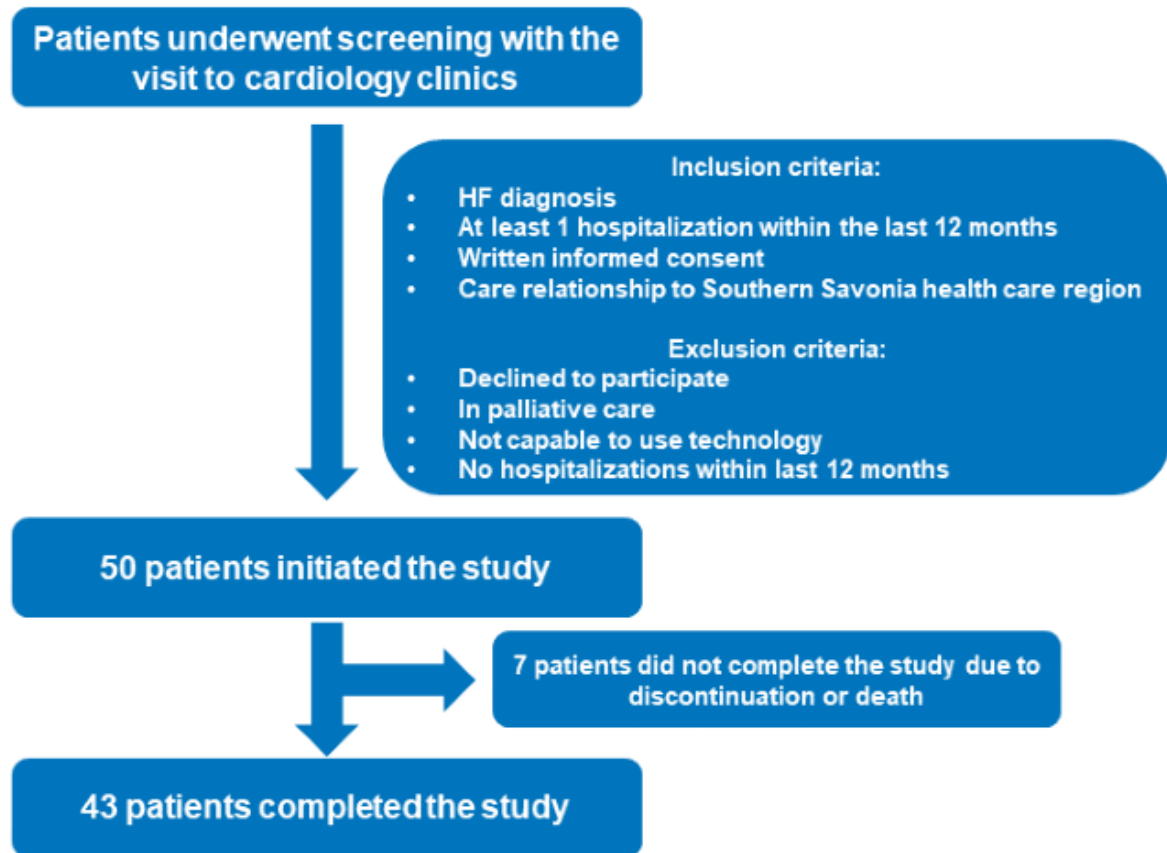 Patients underwent screening with the
visit to cardiology clinics
Inclusion criteria:
• HF diagnosis
• At least 1 hospitalization within the last 12 months
• Written informed consent
• Care relationship to Southern Savonia health care region
Exclusion criteria:
• Declined to participate
• In palliative care
• Not capable to use technology
• No hospitalizations within last 12 months
50 patients initiated the study
7 patients did not complete the study due to
discontinuation or death
43 patients completed the study